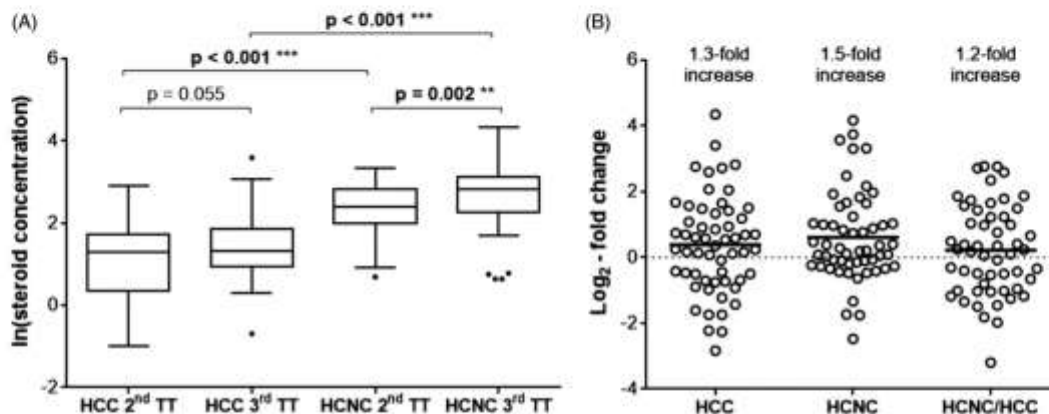 (A)
p < 0.001 ***
p < 0.001 ***
p = 0.055
p = 0.002 **
ln(steroid concentration)
6
4
2
0
-2
HCC 2nd TT HCC 3rd TT HCNC 2nd TT HCNC 3rd TT
(B)
1.3-fold increase
1.5-fold increase
1.2-fold increase
Log2 - fold change
6
4
2
0
-2
-4
HCC HCNC HCNC/HCC